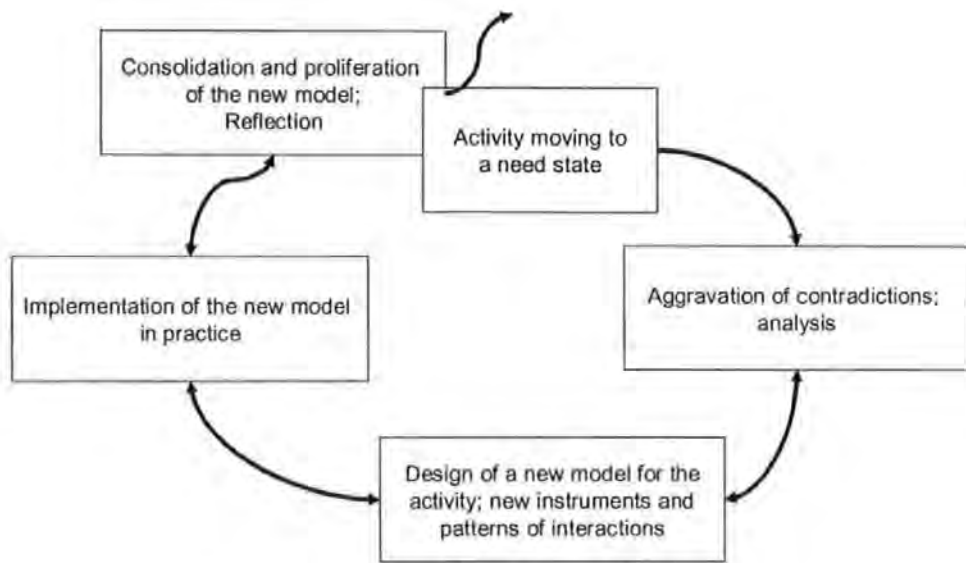 Consolidation and proliferation
of the new model;
Reflection
Activity moving to
a need state
Aggravation of contradictions;
analysis
Design of a new model for the
activity; new instruments and
patterns of interactions
Implementation of the new model
in practice